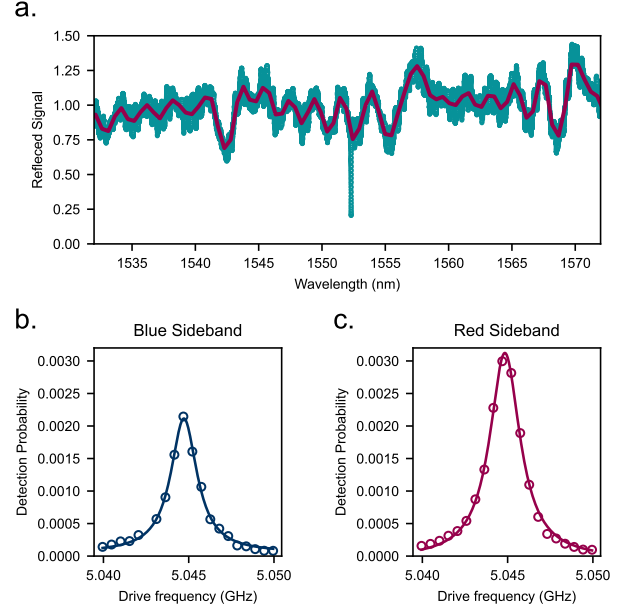 a.
1.50
1.25
1.00
0.75
0.50
0.25
0.00
Refleced Signal
1535 1540 1545 1550 1555 1560 1565 1570
Wavelength (nm)
b.
Blue Sideband
0.0030
0.0025
0.0020
0.0015
0.0010
0.0005
0.0000
Detection Probability
5.040 5.045 5.050
Drive frequency (GHz)
c.
Red Sideband
0.0030
0.0025
0.0020
0.0015
0.0010
0.0005
0.0000
Detection Probability
5.040 5.045 5.050
Drive frequency (GHz)